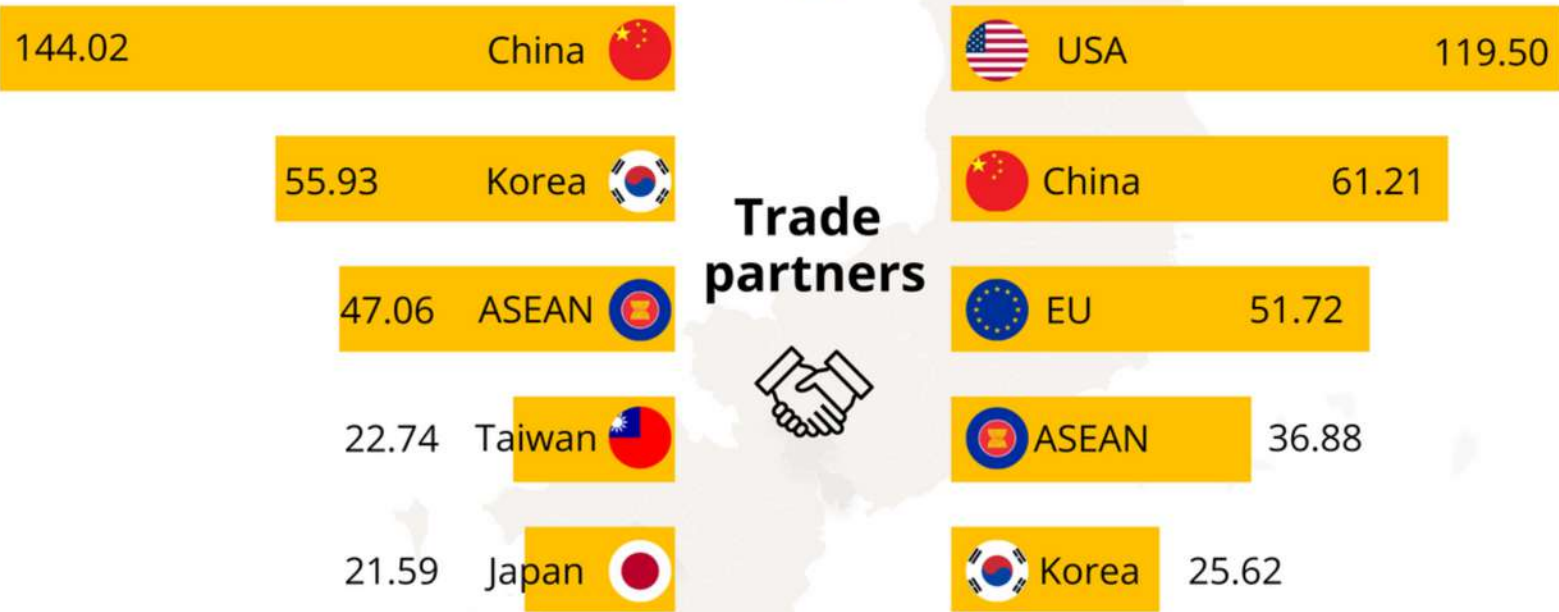 144.02 China
USA 119.50
55.93 Korea
China 61.21
Trade
partners
47.06 ASEAN
EU 51.72
22.74 Taiwan
ASEAN 36.88
21.59 Japan
Korea 25.62